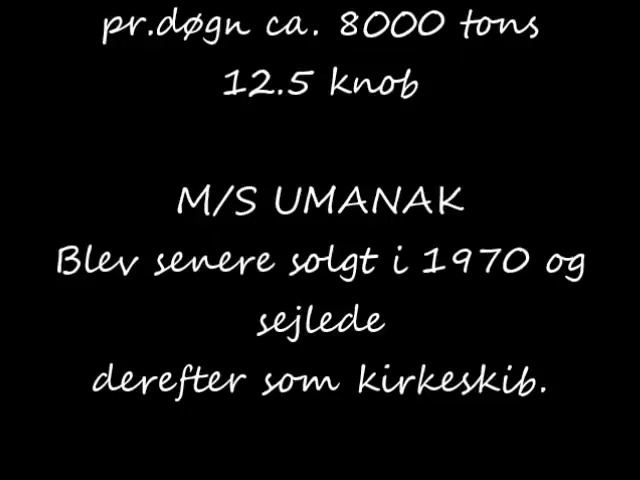 pr.døgn ca. 8000 tons
12.5 knob
M/S UMANAK
Blev senere solgt i 1970 og
sejlede
derefter som kirkeskib.